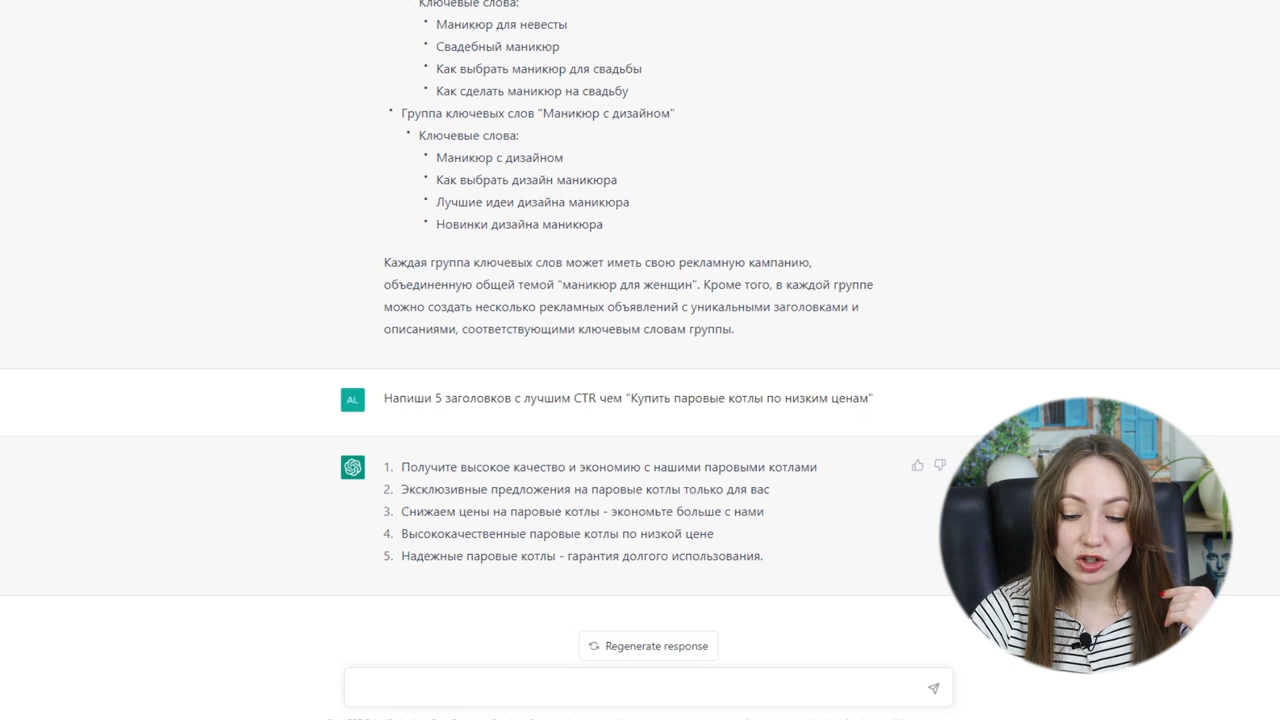 Ключевые слова:
Маникюр для невесты
Свадебный маникюр
Как выбрать маникюр для свадьбы
Как сделать маникюр на свадьбу
Группа ключевых слов "Маникюр с дизайном"
Ключевые слова:
Маникюр с дизайном
Как выбрать дизайн маникюра
Лучшие идеи дизайна маникюра
Новинки дизайна маникюра
Каждая группа ключевых слов может иметь свою рекламную кампанию,
объединенную общей темой "маникюр для женщин". Кроме того, в каждой группе
можно создать несколько рекламных объявлений с уникальными заголовками и
описаниями, соответствующими ключевым словам группы.
AL Напиши 5 заголовков с лучшим CTR чем "Купить паровые котлы по низким ценам"
1. Получите высокое качество и экономию с нашими паровыми котлами
2. Эксклюзивные предложения на паровые котлы только для вас
3. Снижаем цены на паровые котлы - экономьте больше с нами
4. Высококачественные паровые котлы по низкой цене
5. Надежные паровые котлы - гарантия долгого использования.
Regenerate response